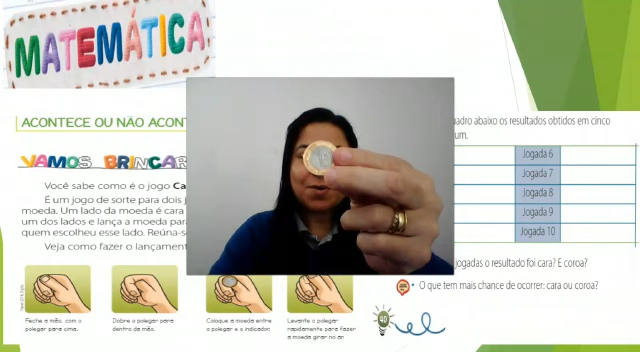 MATEMÁTICA
ACONTECE OU NÃO ACONT
VAMOS BRINCAR
Você sabe como é o jogo Ca
É um jogo de sorte para dois j
moeda. Um lado da moeda é cara
um dos lados e lança a moeda par
quem escolheu esse lado. Reúna-s
Veja como fazer o lançament
Feche a mão, com o
polegar para cima.
Dobre o polegar para
dentro da mão.
Coloque a moeda entre
o polegar e o indicador.
Levante o polegar
rapidamente para fazer
a moeda girar no ar.
uadro abaixo os resultados obtidos em cinco
um.
Jogada 6
Jogada 7
Jogada 8
Jogada 9
Jogada 10
jogadas o resultado foi cara? E coroa?
• O que tem mais chance de ocorrer: cara ou coroa?
40